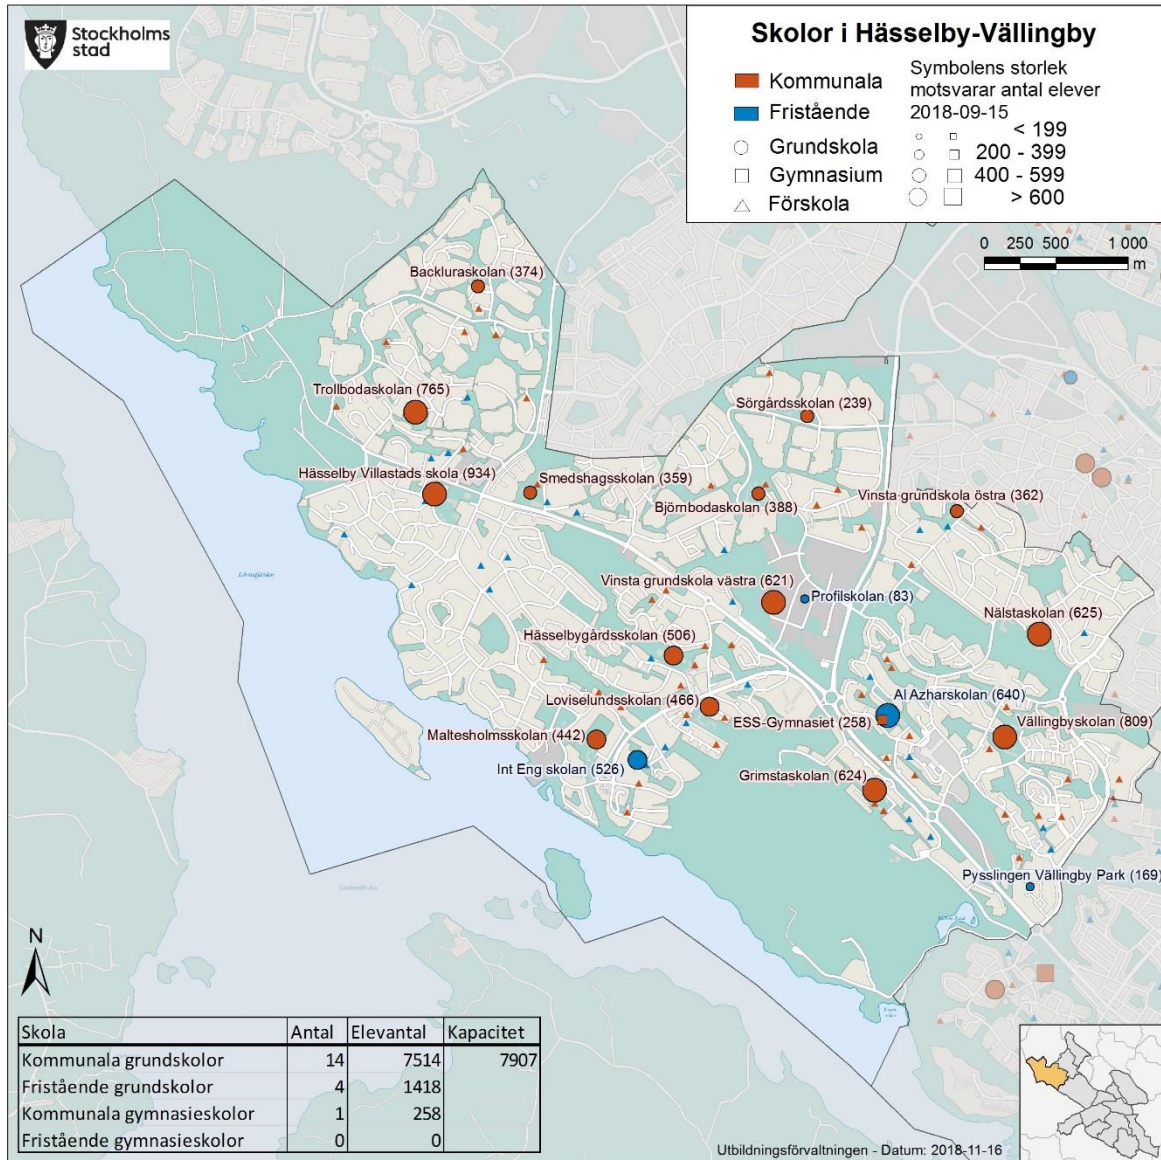 Stockholms
stad
Skolor i Hässelby-Vällingby
Kommunala
Fristående
Grundskola
Gymnasium
Förskola
Symbolens storlek
motsvarar antal elever
2018-09-15
< 199
200 - 399
400 - 599
> 600
0 250 500 1 000
m
Backluraskolan (374)
Trollbodaskolan (765)
Sörgårdsskolan (239)
Hässelby Villastads skola (934)
Smedshagsskolan (359)
Björnbodaskolan (388)
Vinsta grundskola östra (362)
Vinsta grundskola västra (621)
Profilskolan (83)
Nälstaskolan (625)
Hässelbygårdsskolan (506)
Loviselundsskolan (466)
Al Azharskolan (640)
ESS-Gymnasiet (258)
Vällingbyskolan (809)
Maltesholmsskolan (442)
Int Eng skolan (526)
Grimstaskolan (624)
Pysslingen Vällingby Park (169)
N
Skola Antal Elevantal Kapacitet
Kommunala grundskolor 14 7514 7907
Fristående grundskolor 4 1418
Kommunala gymnasieskolor 1 258
Fristående gymnasieskolor 0 0
Utbildningsförvaltningen - Datum: 2018-11-16